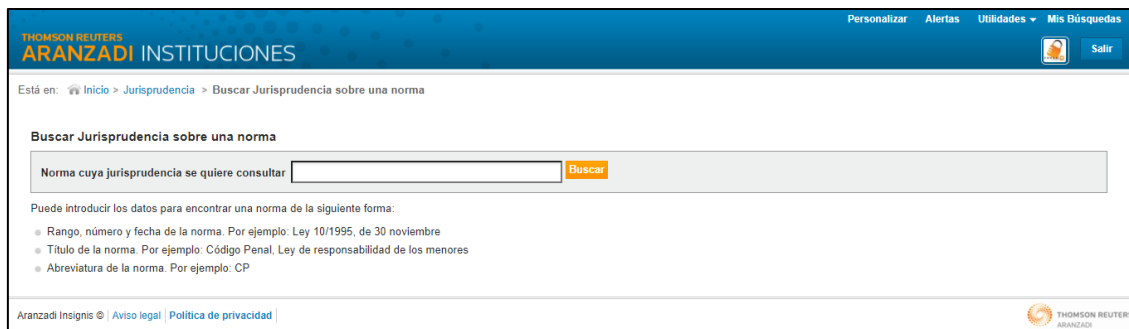 Personalizar Alertas Utilidades Mis Búsquedas
THOMSON REUTERS
ARANZADI INSTITUCIONES
Salir
Está en: Inicio > Jurisprudencia > Buscar Jurisprudencia sobre una norma
Buscar Jurisprudencia sobre una norma
Norma cuya jurisprudencia se quiere consultar Buscar
Puede introducir los datos para encontrar una norma de la siguiente forma:
Rango, número y fecha de la norma. Por ejemplo: Ley 10/1995, de 30 noviembre
Título de la norma. Por ejemplo: Código Penal, Ley de responsabilidad de los menores
Abreviatura de la norma. Por ejemplo: CP
Aranzadi Insignis © | Aviso legal | Política de privacidad
THOMSON REUTERS
ARANZADI